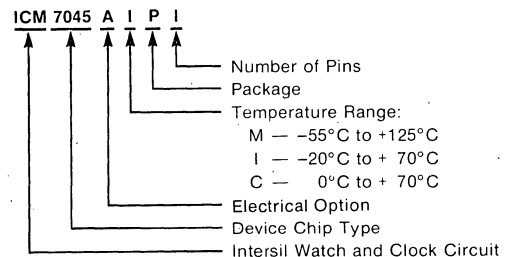 ICM 7045 A I P I
Number of Pins
Package
Temperature Range:
M — -55°C to +125°C
I — -20°C to + 70°C
C — 0°C to + 70°C
Electrical Option
Device Chip Type
Intersil Watch and Clock Circuit